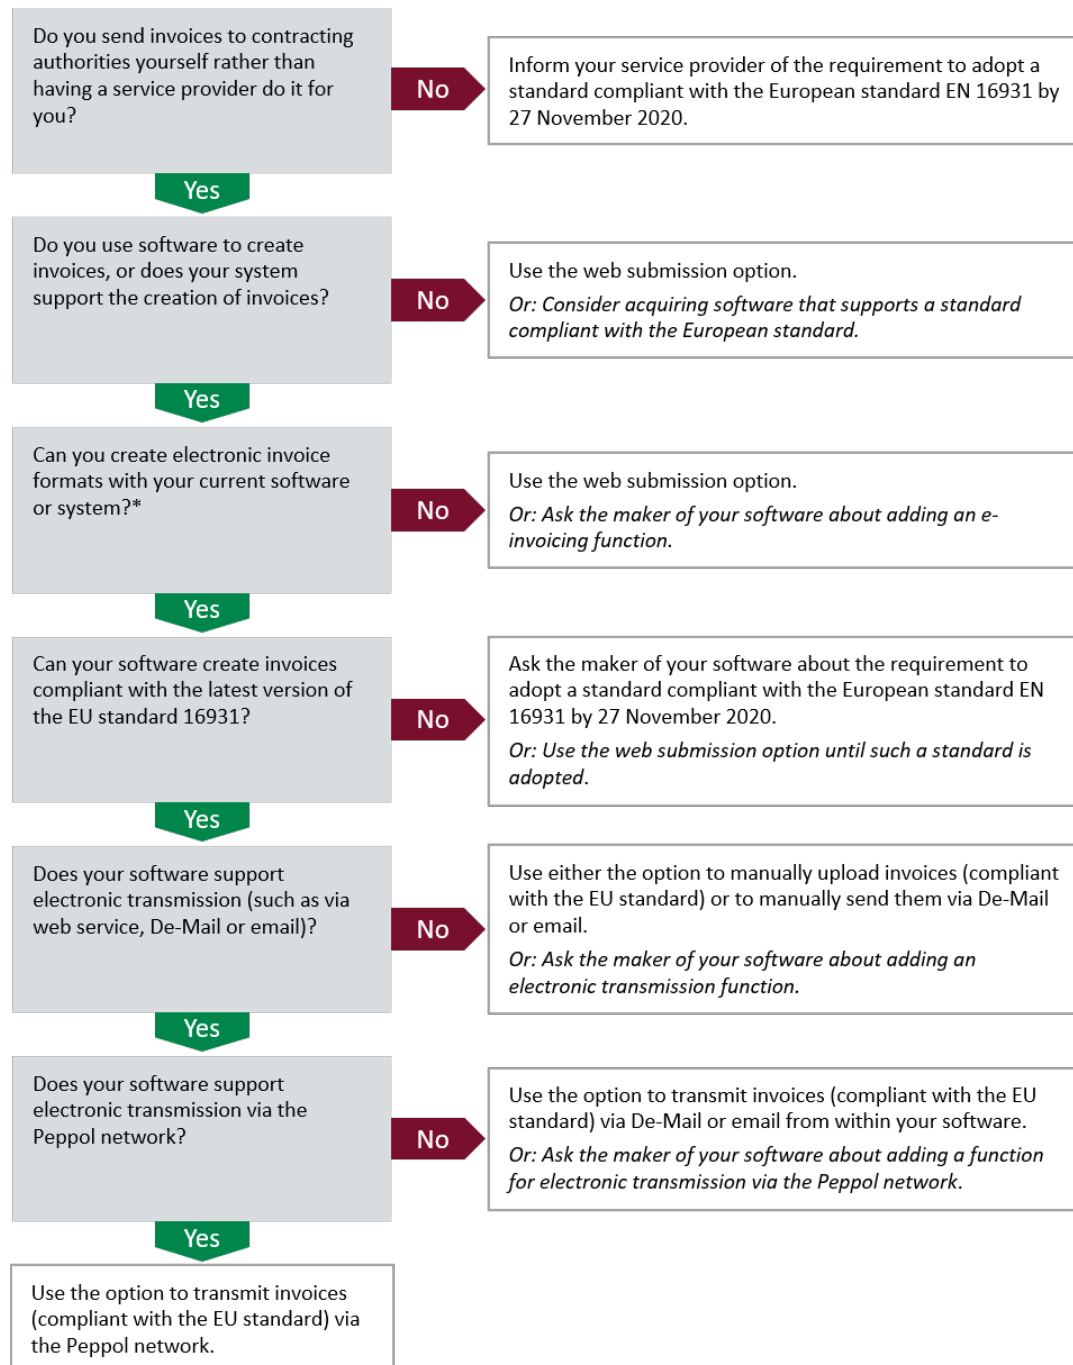 Do you send invoices to contracting
authorities yourself rather than
having a service provider do it for
you?
No
Inform your service provider of the requirement to adopt a
standard compliant with the European standard EN 16931 by
27 November 2020.
Yes
Do you use software to create
invoices, or does your system
support the creation of invoices?
No
Use the web submission option.
Or: Consider acquiring software that supports a standard
compliant with the European standard.
Yes
Can you create electronic invoice
formats with your current software
or system?*
No
Use the web submission option.
Or: Ask the maker of your software about adding an e-
invoicing function.
Yes
Can your software create invoices
compliant with the latest version of
the EU standard 16931?
No
Ask the maker of your software about the requirement to
adopt a standard compliant with the European standard EN
16931 by 27 November 2020.
Or: Use the web submission option until such a standard is
adopted.
Yes
Does your software support
electronic transmission (such as via
web service, De-Mail or email)?
No
Use either the option to manually upload invoices (compliant
with the EU standard) or to manually send them via De-Mail
or email.
Or: Ask the maker of your software about adding an
electronic transmission function.
Yes
Does your software support
electronic transmission via the
Peppol network?
No
Use the option to transmit invoices (compliant with the EU
standard) via De-Mail or email from within your software.
Or: Ask the maker of your software about adding a function
for electronic transmission via the Peppol network.
Yes
Use the option to transmit invoices
(compliant with the EU standard) via
the Peppol network.